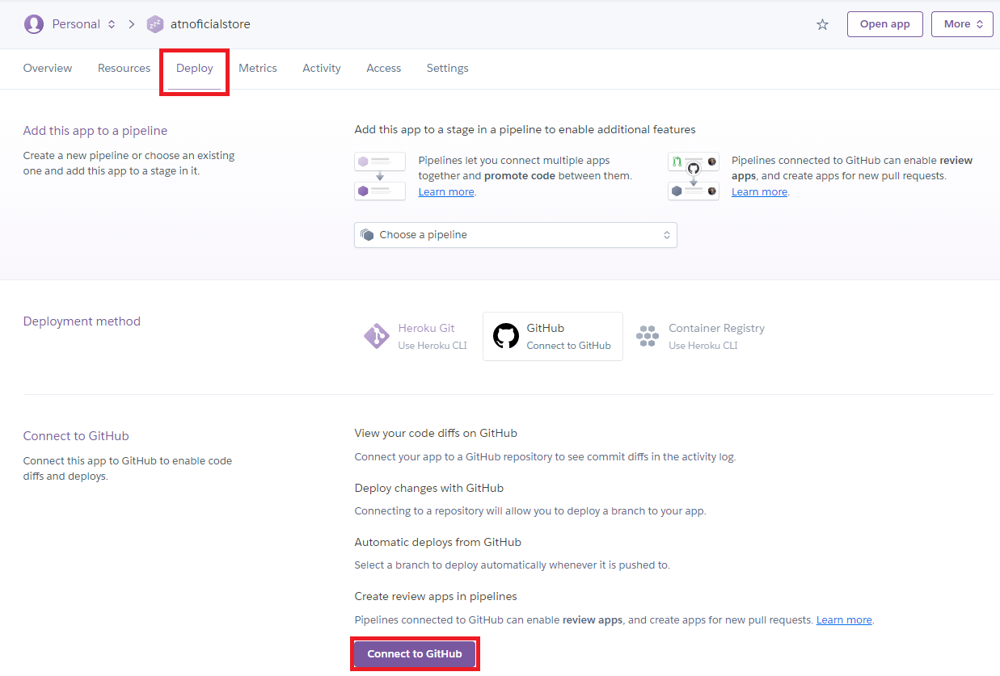 Personal atnoficialstore Open app More
Overview Resources Deploy Metrics Activity Access Settings
Add this app to a pipeline
Create a new pipeline or choose an existing
one and add this app to a stage in it.
Add this app to a stage in a pipeline to enable additional features
Pipelines let you connect multiple apps
together and promote code between them.
Learn more.
Pipelines connected to GitHub can enable review
apps, and create apps for new pull requests.
Learn more.
Choose a pipeline
Deployment method
Heroku Git
Use Heroku CLI
GitHub
Connect to GitHub
Container Registry
Use Heroku CLI
Connect to GitHub
Connect this app to GitHub to enable code
diffs and deploys.
View your code diffs on GitHub
Connect your app to a GitHub repository to see commit diffs in the activity log.
Deploy changes with GitHub
Connecting to a repository will allow you to deploy a branch to your app.
Automatic deploys from GitHub
Select a branch to deploy automatically whenever it is pushed to.
Create review apps in pipelines
Pipelines connected to GitHub can enable review apps, and create apps for new pull requests. Learn more.
Connect to GitHub